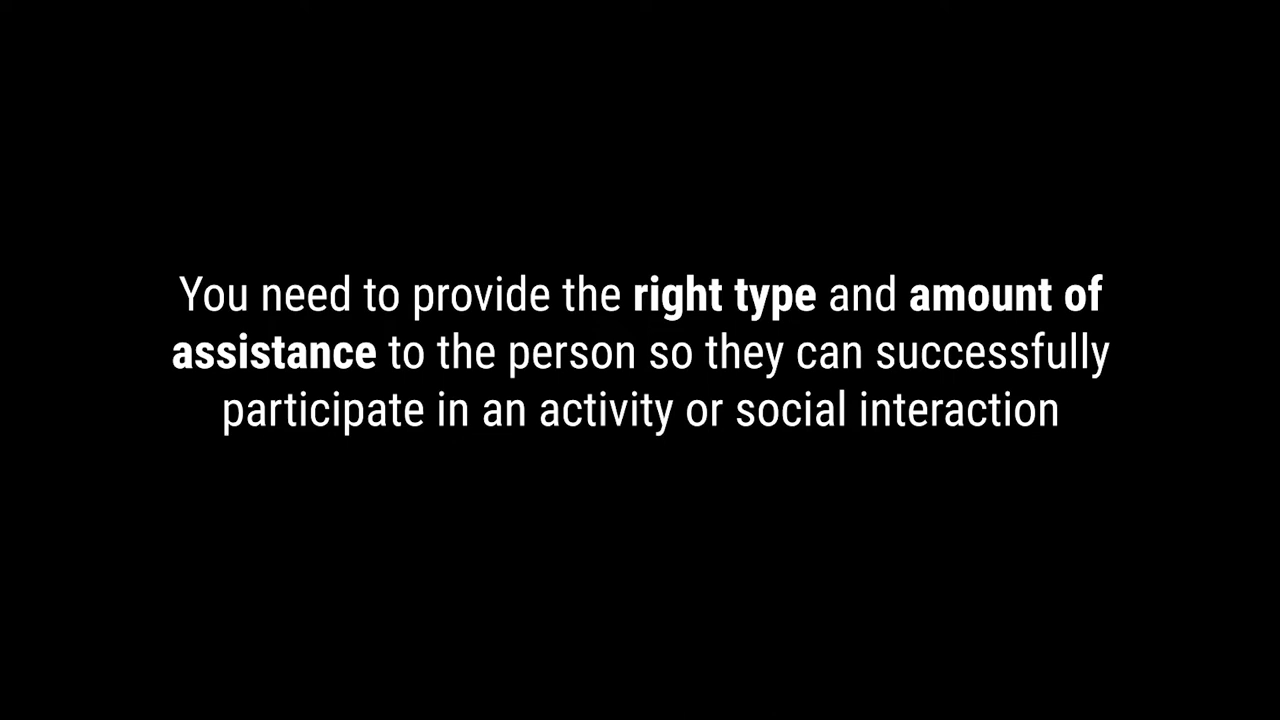 You need to provide the right type and amount of
assistance to the person so they can successfully
participate in an activity or social interaction